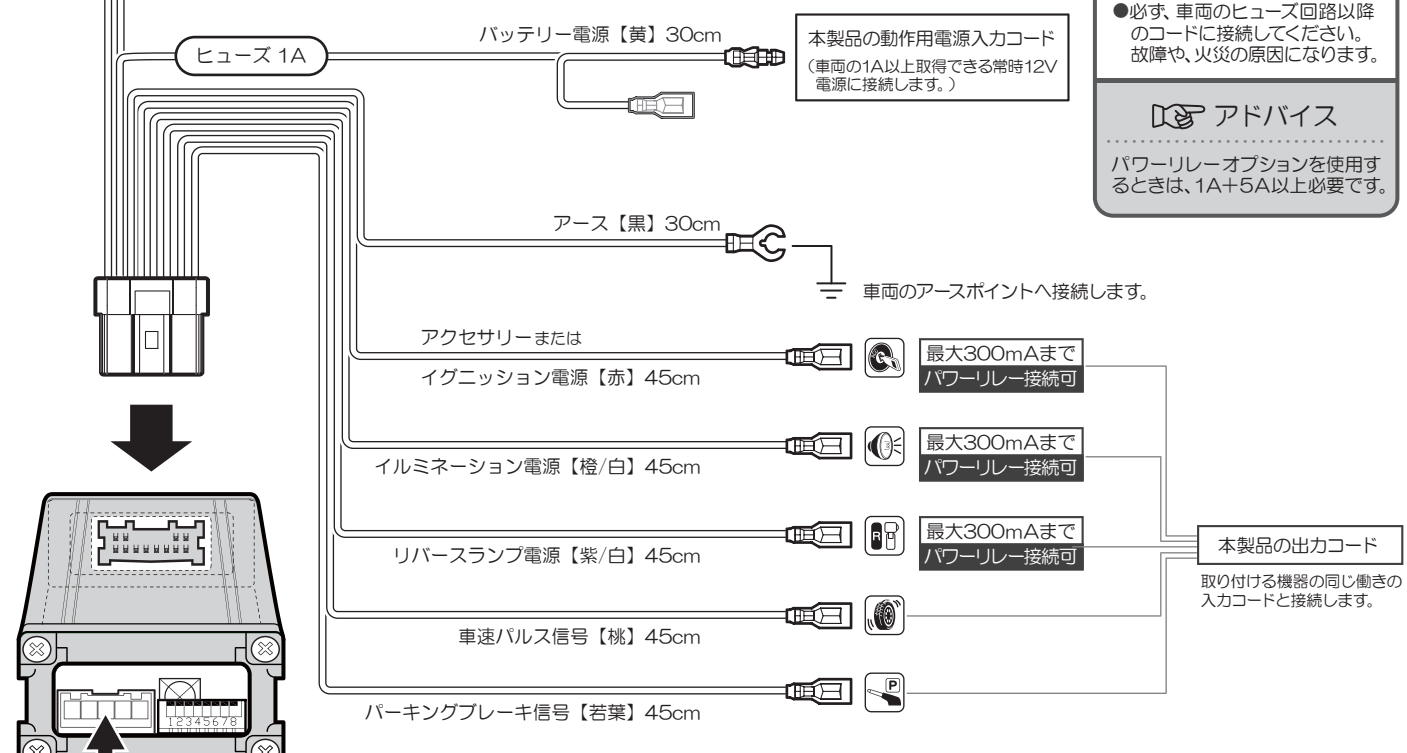 ●必ず、車両のヒューズ回路以降
のコードに接続してください。
故障や、火災の原因になります。
アドバイス
パワーリレーオプションを使用す
るときは、1A＋5A以上必要です。
ヒューズ 1A
バッテリー電源【黄】30cm
本製品の動作用電源入力コード
（車両の1A以上取得できる常時12V
電源に接続します。）
アース【黒】30cm
車両のアースポイントへ接続します。
アクセサリーまたは
イグニッション電源【赤】45cm
最大300mAまで
パワーリレー接続可
イルミネーション電源【橙/白】45cm
最大300mAまで
パワーリレー接続可
リバースランプ電源【紫/白】45cm
R
最大300mAまで
パワーリレー接続可
車速パルス信号【桃】45cm
パーキングブレーキ信号【若葉】45cm
P
本製品の出力コード
取り付ける機器の同じ働きの
入力コードと接続します。
12345678